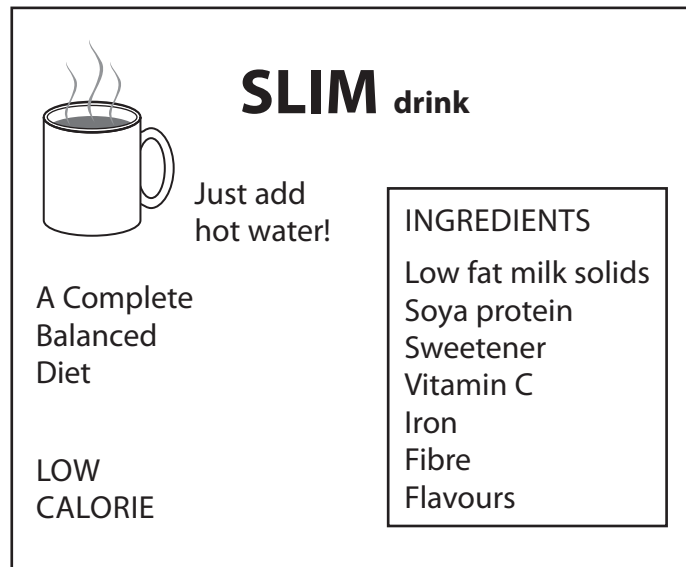 SLIM drink
Just add
hot water!
A Complete
Balanced
Diet
LOW
CALORIE
INGREDIENTS
Low fat milk solids
Soya protein
Sweetener
Vitamin C
Iron
Fibre
Flavours